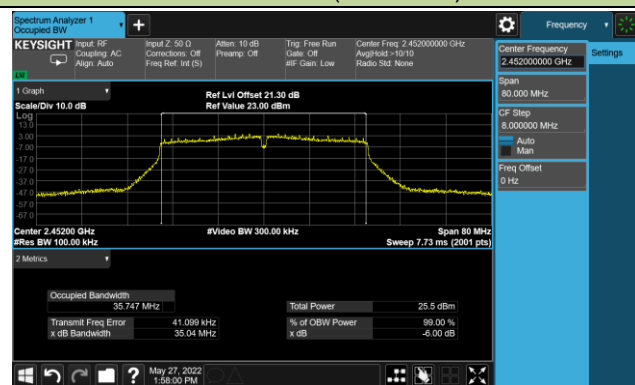 Spectrum Analyzer 1
Occupied BW
Frequency
KEYSIGHT
Input: RF
Coupling: AC
Align: Auto
Input Z: 50 Ω
Corrections: Off
Freq Ref: Int (S)
Atten: 10 dB
Preamp: Off
Trig: Free Run
Gate: Off
#IF Gain: Low
Center Freq: 2.452000000 GHz
Avg|Hold:>10/10
Radio Std: None
Center Frequency
2.452000000 GHz
Settings
Span
80.000 MHz
CF Step
8.000000 MHz
Auto
Man
Freq Offset
0 Hz
1 Graph
Scale/Div 10.0 dB
Ref Lvl Offset 21.30 dB
Ref Value 23.00 dBm
Log
13.0
3.00
-7.00
-17.0
-27.0
-37.0
-47.0
-57.0
-67.0
Center 2.45200 GHz
#Res BW 100.00 kHz
#Video BW 300.00 kHz
Span 80 MHz
Sweep 7.73 ms (2001 pts)
2 Metrics
Occupied Bandwidth
35.747 MHz
Total Power 25.5 dBm
Transmit Freq Error 41.099 kHz
% of OBW Power 99.00 %
x dB Bandwidth 35.04 MHz
x dB -6.00 dB
May 27, 2022
1:58:00 PM